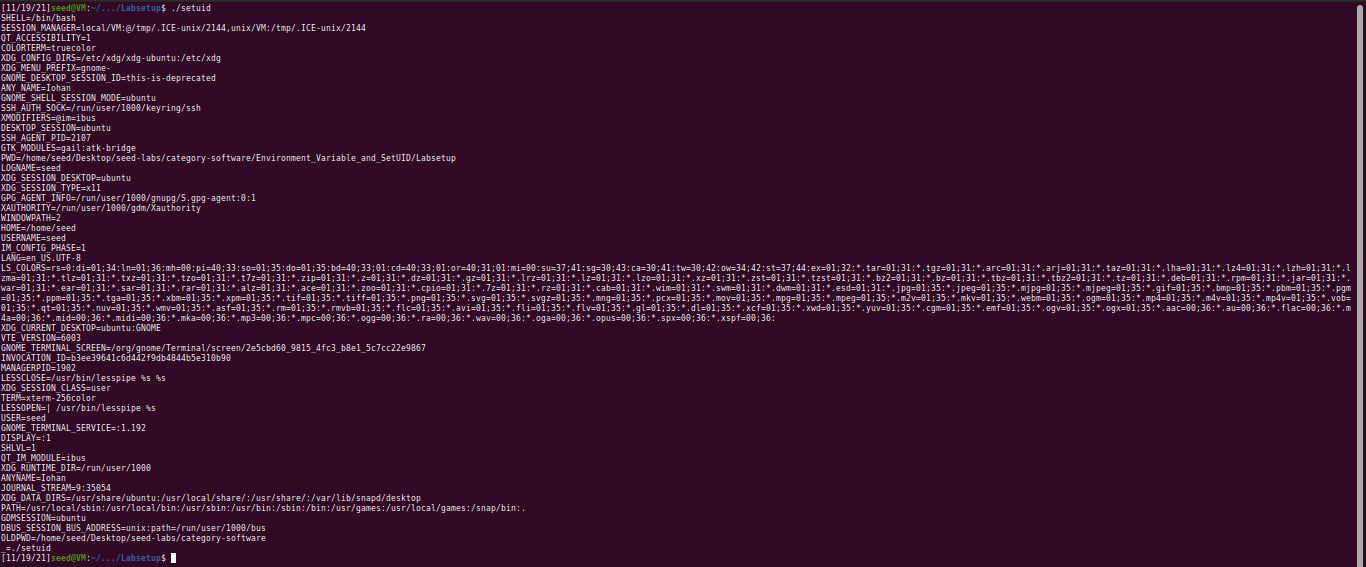 [11/19/21]seed@VM:~/.../Labsetup$ ./setuid
SHELL=/bin/bash
SESSION_MANAGER=local/VM:@/tmp/.ICE-unix/2144,unix/VM:/tmp/.ICE-unix/2144
QT_ACCESSIBILITY=1
COLORTERM=truecolor
XDG_CONFIG_DIRS=/etc/xdg/xdg-ubuntu:/etc/xdg
XDG_MENU_PREFIX=gnome-
GNOME_DESKTOP_SESSION_ID=this-is-deprecated
ANY_NAME=Iohan
GNOME_SHELL_SESSION_MODE=ubuntu
SSH_AUTH_SOCK=/run/user/1000/keyring/ssh
XMODIFIERS=@im=ibus
DESKTOP_SESSION=ubuntu
SSH_AGENT_PID=2107
GTK_MODULES=gail:atk-bridge
PWD=/home/seed/Desktop/seed-labs/category-software/Environment_Variable_and_SetUID/Labsetup
LOGNAME=seed
XDG_SESSION_DESKTOP=ubuntu
XDG_SESSION_TYPE=x11
GPG_AGENT_INFO=/run/user/1000/gnupg/S.gpg-agent:0:1
XAUTHORITY=/run/user/1000/gdm/Xauthority
WINDOWPATH=2
HOME=/home/seed
USERNAME=seed
IM_CONFIG_PHASE=1
LANG=en_US.UTF-8
LS_COLORS=rs=0:di=01;34:ln=01;36:mh=00:pi=40;33:so=01;35:do=01;35:bd=40;33;01:cd=40;33;01:or=40;31;01:mi=00:su=37;41:sg=30;43:ca=30;41:tw=30;42:ow=34;42:st=37;44:ex=01;32:*.tar=01;31:*.tgz=01;31:*.arc=01;31:*.arj=01;31:*.taz=01;31:*.lha=01;31:*.lz4=01;31:*.lzh=01;31:*.l
zma=01;31:*.tlz=01;31:*.txz=01;31:*.tzo=01;31:*.t7z=01;31:*.zip=01;31:*.z=01;31:*.dz=01;31:*.gz=01;31:*.lrz=01;31:*.lz=01;31:*.lzo=01;31:*.xz=01;31:*.zst=01;31:*.tzst=01;31:*.bz2=01;31:*.bz=01;31:*.tbz=01;31:*.tbz2=01;31:*.tz=01;31:*.deb=01;31:*.rpm=01;31:*.jar=01;31:*.
war=01;31:*.ear=01;31:*.sar=01;31:*.rar=01;31:*.alz=01;31:*.ace=01;31:*.zoo=01;31:*.cpio=01;31:*.7z=01;31:*.rz=01;31:*.cab=01;31:*.wim=01;31:*.swm=01;31:*.dwm=01;31:*.esd=01;31:*.jpg=01;35:*.jpeg=01;35:*.mjpg=01;35:*.mjpeg=01;35:*.gif=01;35:*.bmp=01;35:*.pbm=01;35:*.pgm
=01;35:*.ppm=01;35:*.tga=01;35:*.xbm=01;35:*.xpm=01;35:*.tif=01;35:*.tiff=01;35:*.png=01;35:*.svg=01;35:*.svgz=01;35:*.mng=01;35:*.pcx=01;35:*.mov=01;35:*.mpg=01;35:*.mpeg=01;35:*.m2v=01;35:*.mkv=01;35:*.webm=01;35:*.ogm=01;35:*.mp4=01;35:*.m4v=01;35:*.mp4v=01;35:*.vob=
01;35:*.qt=01;35:*.nuv=01;35:*.wmv=01;35:*.asf=01;35:*.rm=01;35:*.rmvb=01;35:*.flc=01;35:*.avi=01;35:*.fli=01;35:*.flv=01;35:*.gl=01;35:*.dl=01;35:*.xcf=01;35:*.xwd=01;35:*.yuv=01;35:*.cgm=01;35:*.emf=01;35:*.ogv=01;35:*.ogx=01;35:*.aac=00;36:*.au=00;36:*.flac=00;36:*.m
4a=00;36:*.mid=00;36:*.midi=00;36:*.mka=00;36:*.mp3=00;36:*.mpc=00;36:*.ogg=00;36:*.ra=00;36:*.wav=00;36:*.oga=00;36:*.opus=00;36:*.spx=00;36:*.xspf=00;36:
XDG_CURRENT_DESKTOP=ubuntu:GNOME
VTE_VERSION=6003
GNOME_TERMINAL_SCREEN=/org/gnome/Terminal/screen/2e5cbd60_9815_4fc3_b8e1_5c7cc22e9867
INVOCATION_ID=b3ee39641c6d442f9db4844b5e310b90
MANAGERPID=1902
LESSCLOSE=/usr/bin/lesspipe %s %s
XDG_SESSION_CLASS=user
TERM=xterm-256color
LESSOPEN=| /usr/bin/lesspipe %s
USER=seed
GNOME_TERMINAL_SERVICE=:1.192
DISPLAY=:1
SHLVL=1
QT_IM_MODULE=ibus
XDG_RUNTIME_DIR=/run/user/1000
ANYNAME=Iohan
JOURNAL_STREAM=9:35054
XDG_DATA_DIRS=/usr/share/ubuntu:/usr/local/share/:/usr/share/:/var/lib/snapd/desktop
PATH=/usr/local/sbin:/usr/local/bin:/usr/sbin:/usr/bin:/sbin:/bin:/usr/games:/usr/local/games:/snap/bin:.
GDMSESSION=ubuntu
DBUS_SESSION_BUS_ADDRESS=unix:path=/run/user/1000/bus
OLDPWD=/home/seed/Desktop/seed-labs/category-software
_=./setuid
[11/19/21]seed@VM:~/.../Labsetup$